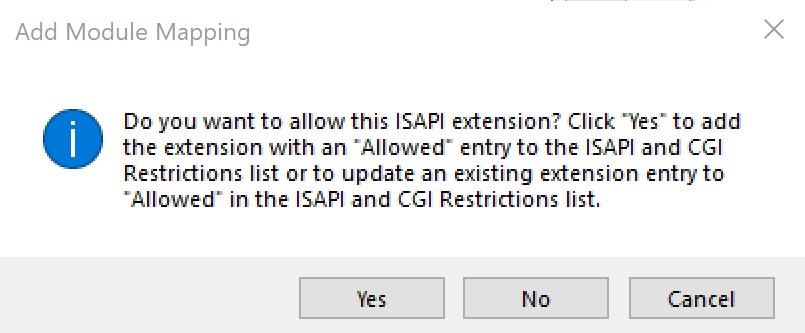 Add Module Mapping
Do you want to allow this ISAPI extension? Click "Yes" to add
the extension with an "Allowed" entry to the ISAPI and CGI
Restrictions list or to update an existing extension entry to
"Allowed" in the ISAPI and CGI Restrictions list.
Yes
No
Cancel